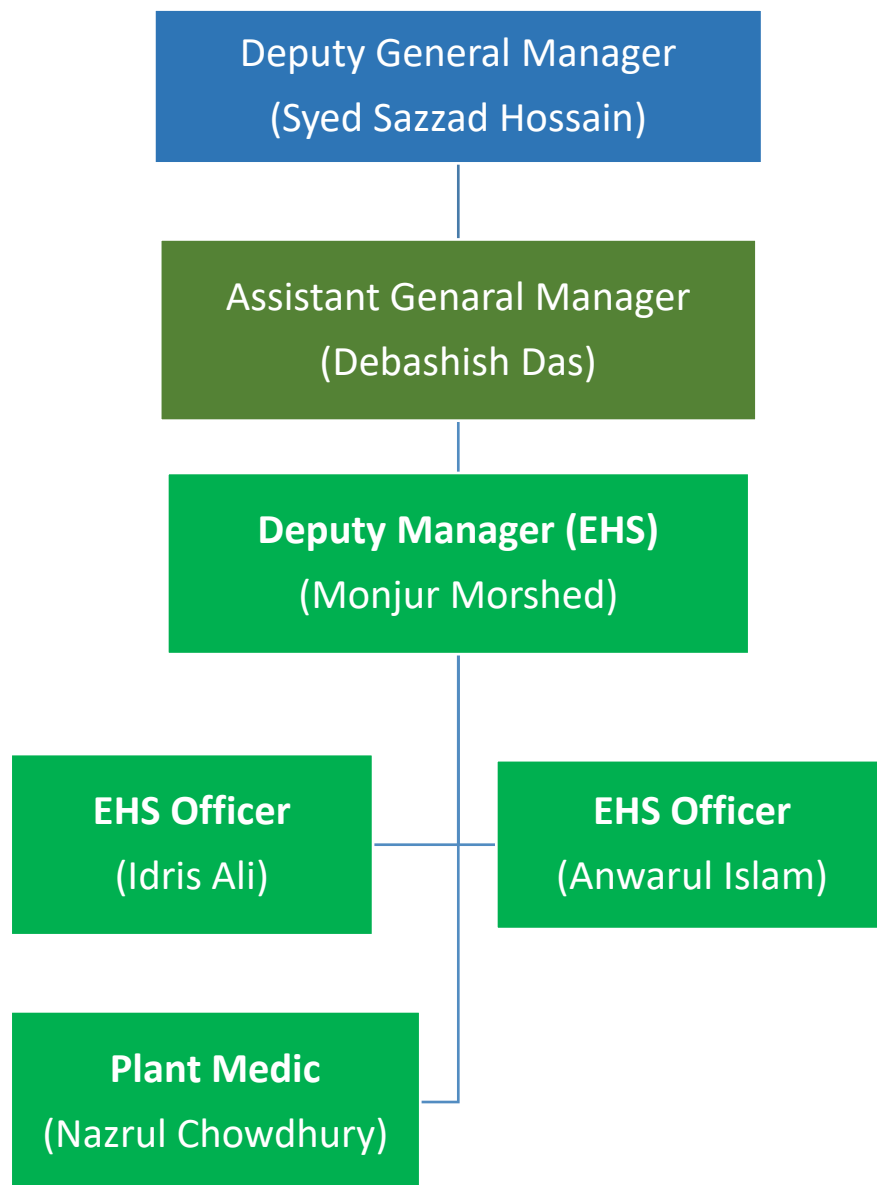 Deputy General Manager
(Syed Sazzad Hossain)
Assistant Genaral Manager
(Debashish Das)
Deputy Manager (EHS)
(Monjur Morshed)
EHS Officer
(Idris Ali)
EHS Officer
(Anwarul Islam)
Plant Medic
(Nazrul Chowdhury)